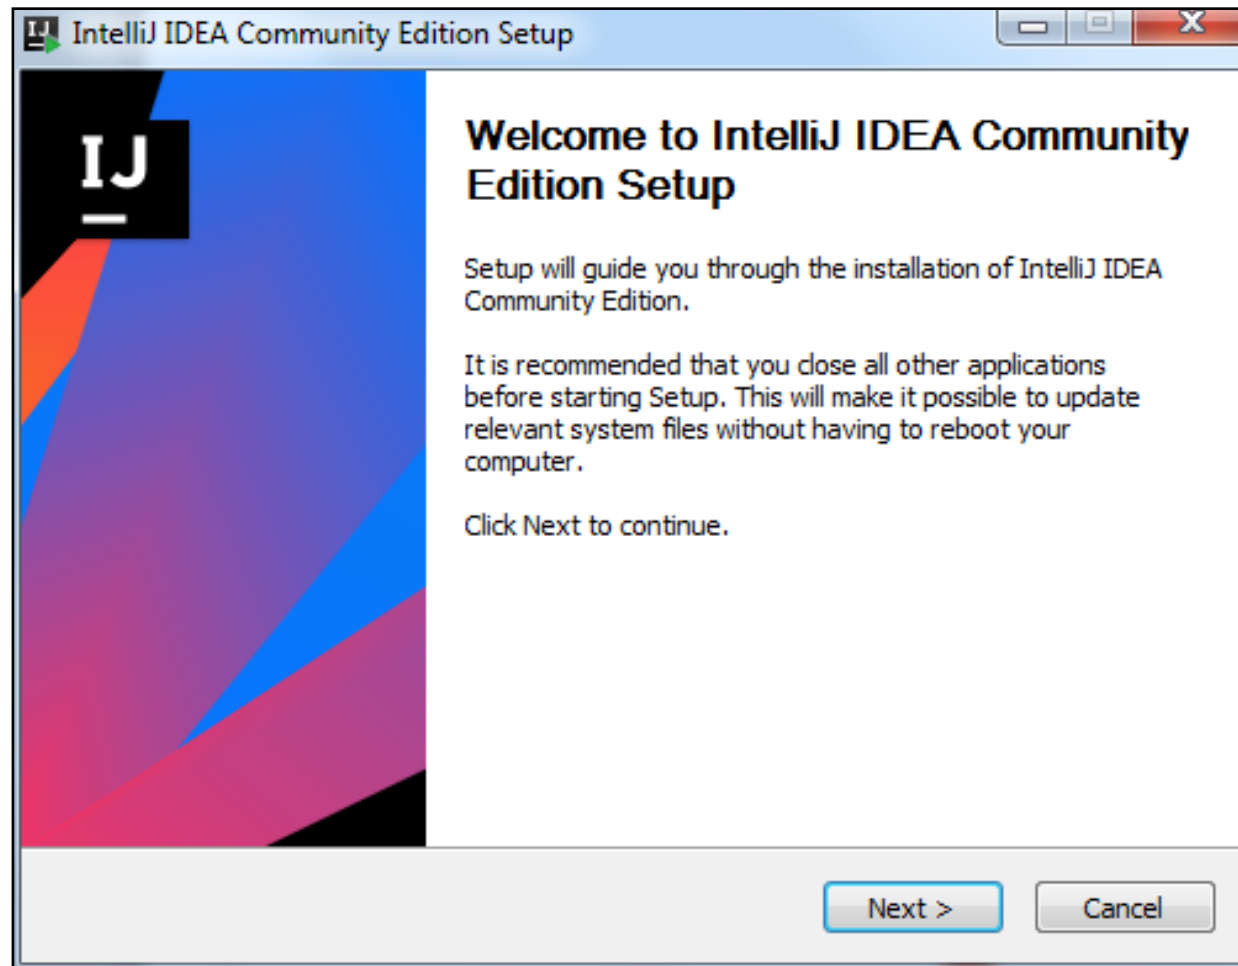 IntelliJ IDEA Community Edition Setup
IJ
Welcome to IntelliJ IDEA Community
Edition Setup
Setup will guide you through the installation of IntelliJ IDEA
Community Edition.
It is recommended that you close all other applications
before starting Setup. This will make it possible to update
relevant system files without having to reboot your
computer.
Click Next to continue.
Next >
Cancel